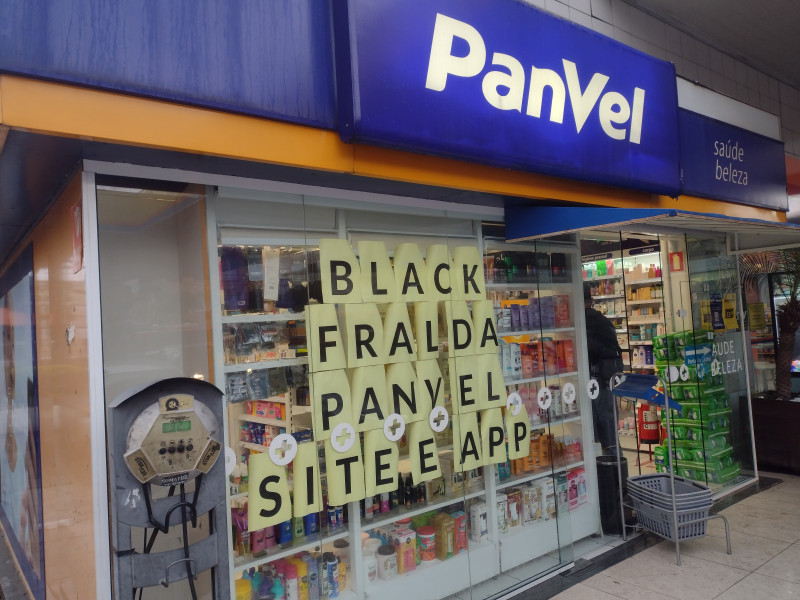 PanVel
saúde
beleza
BLACK
FRALDA
PANVEL
SITE E APP
SAÚDE
BELEZA